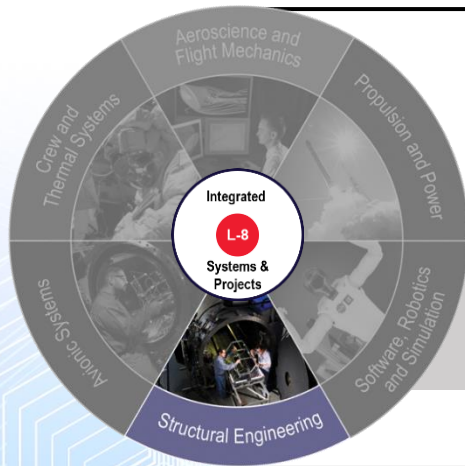 Aeroscience and
Flight Mechanics
Propulsion and Power
Crew and
Thermal Systems
Integrated
L-8
Systems &
Projects
Avionic Systems
Software, Robotics
and Simulation
Structural Engineering